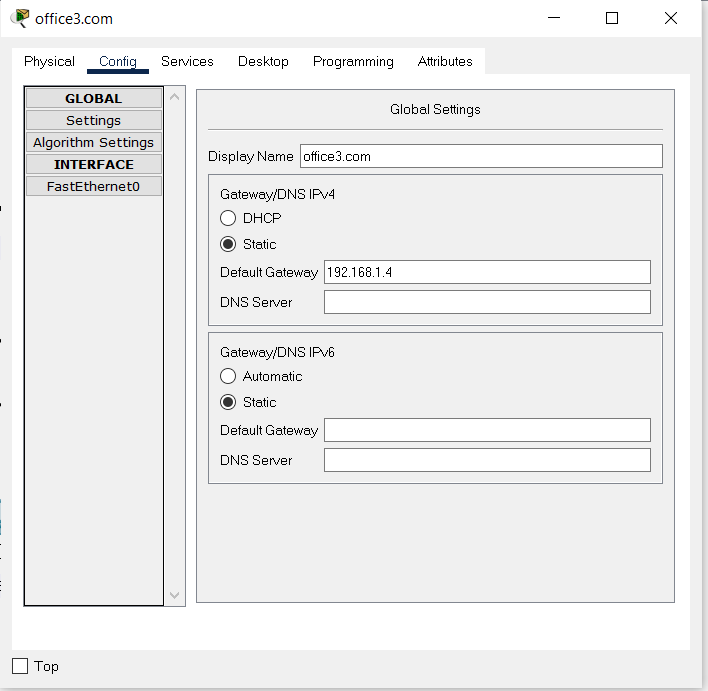 office3.com
Physical Config Services Desktop Programming Attributes
GLOBAL
Settings
Algorithm Settings
INTERFACE
FastEthernet0
Global Settings
Display Name office3.com
Gateway/DNS IPv4
DHCP
Static
Default Gateway 192.168.1.4
DNS Server
Gateway/DNS IPv6
Automatic
Static
Default Gateway
DNS Server
Top